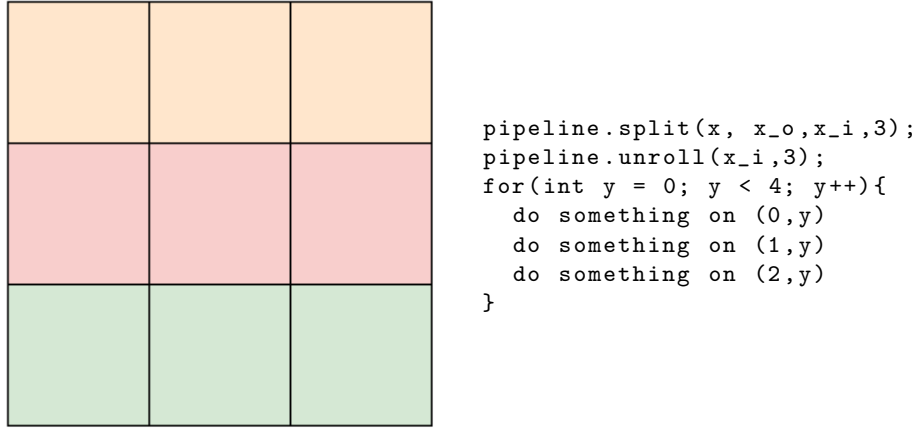 pipeline.split(x, x_o,x_i,3);
pipeline.unroll(x_i,3);
for(int y = 0; y < 4; y++){
  do something on (0,y)
  do something on (1,y)
  do something on (2,y)
}